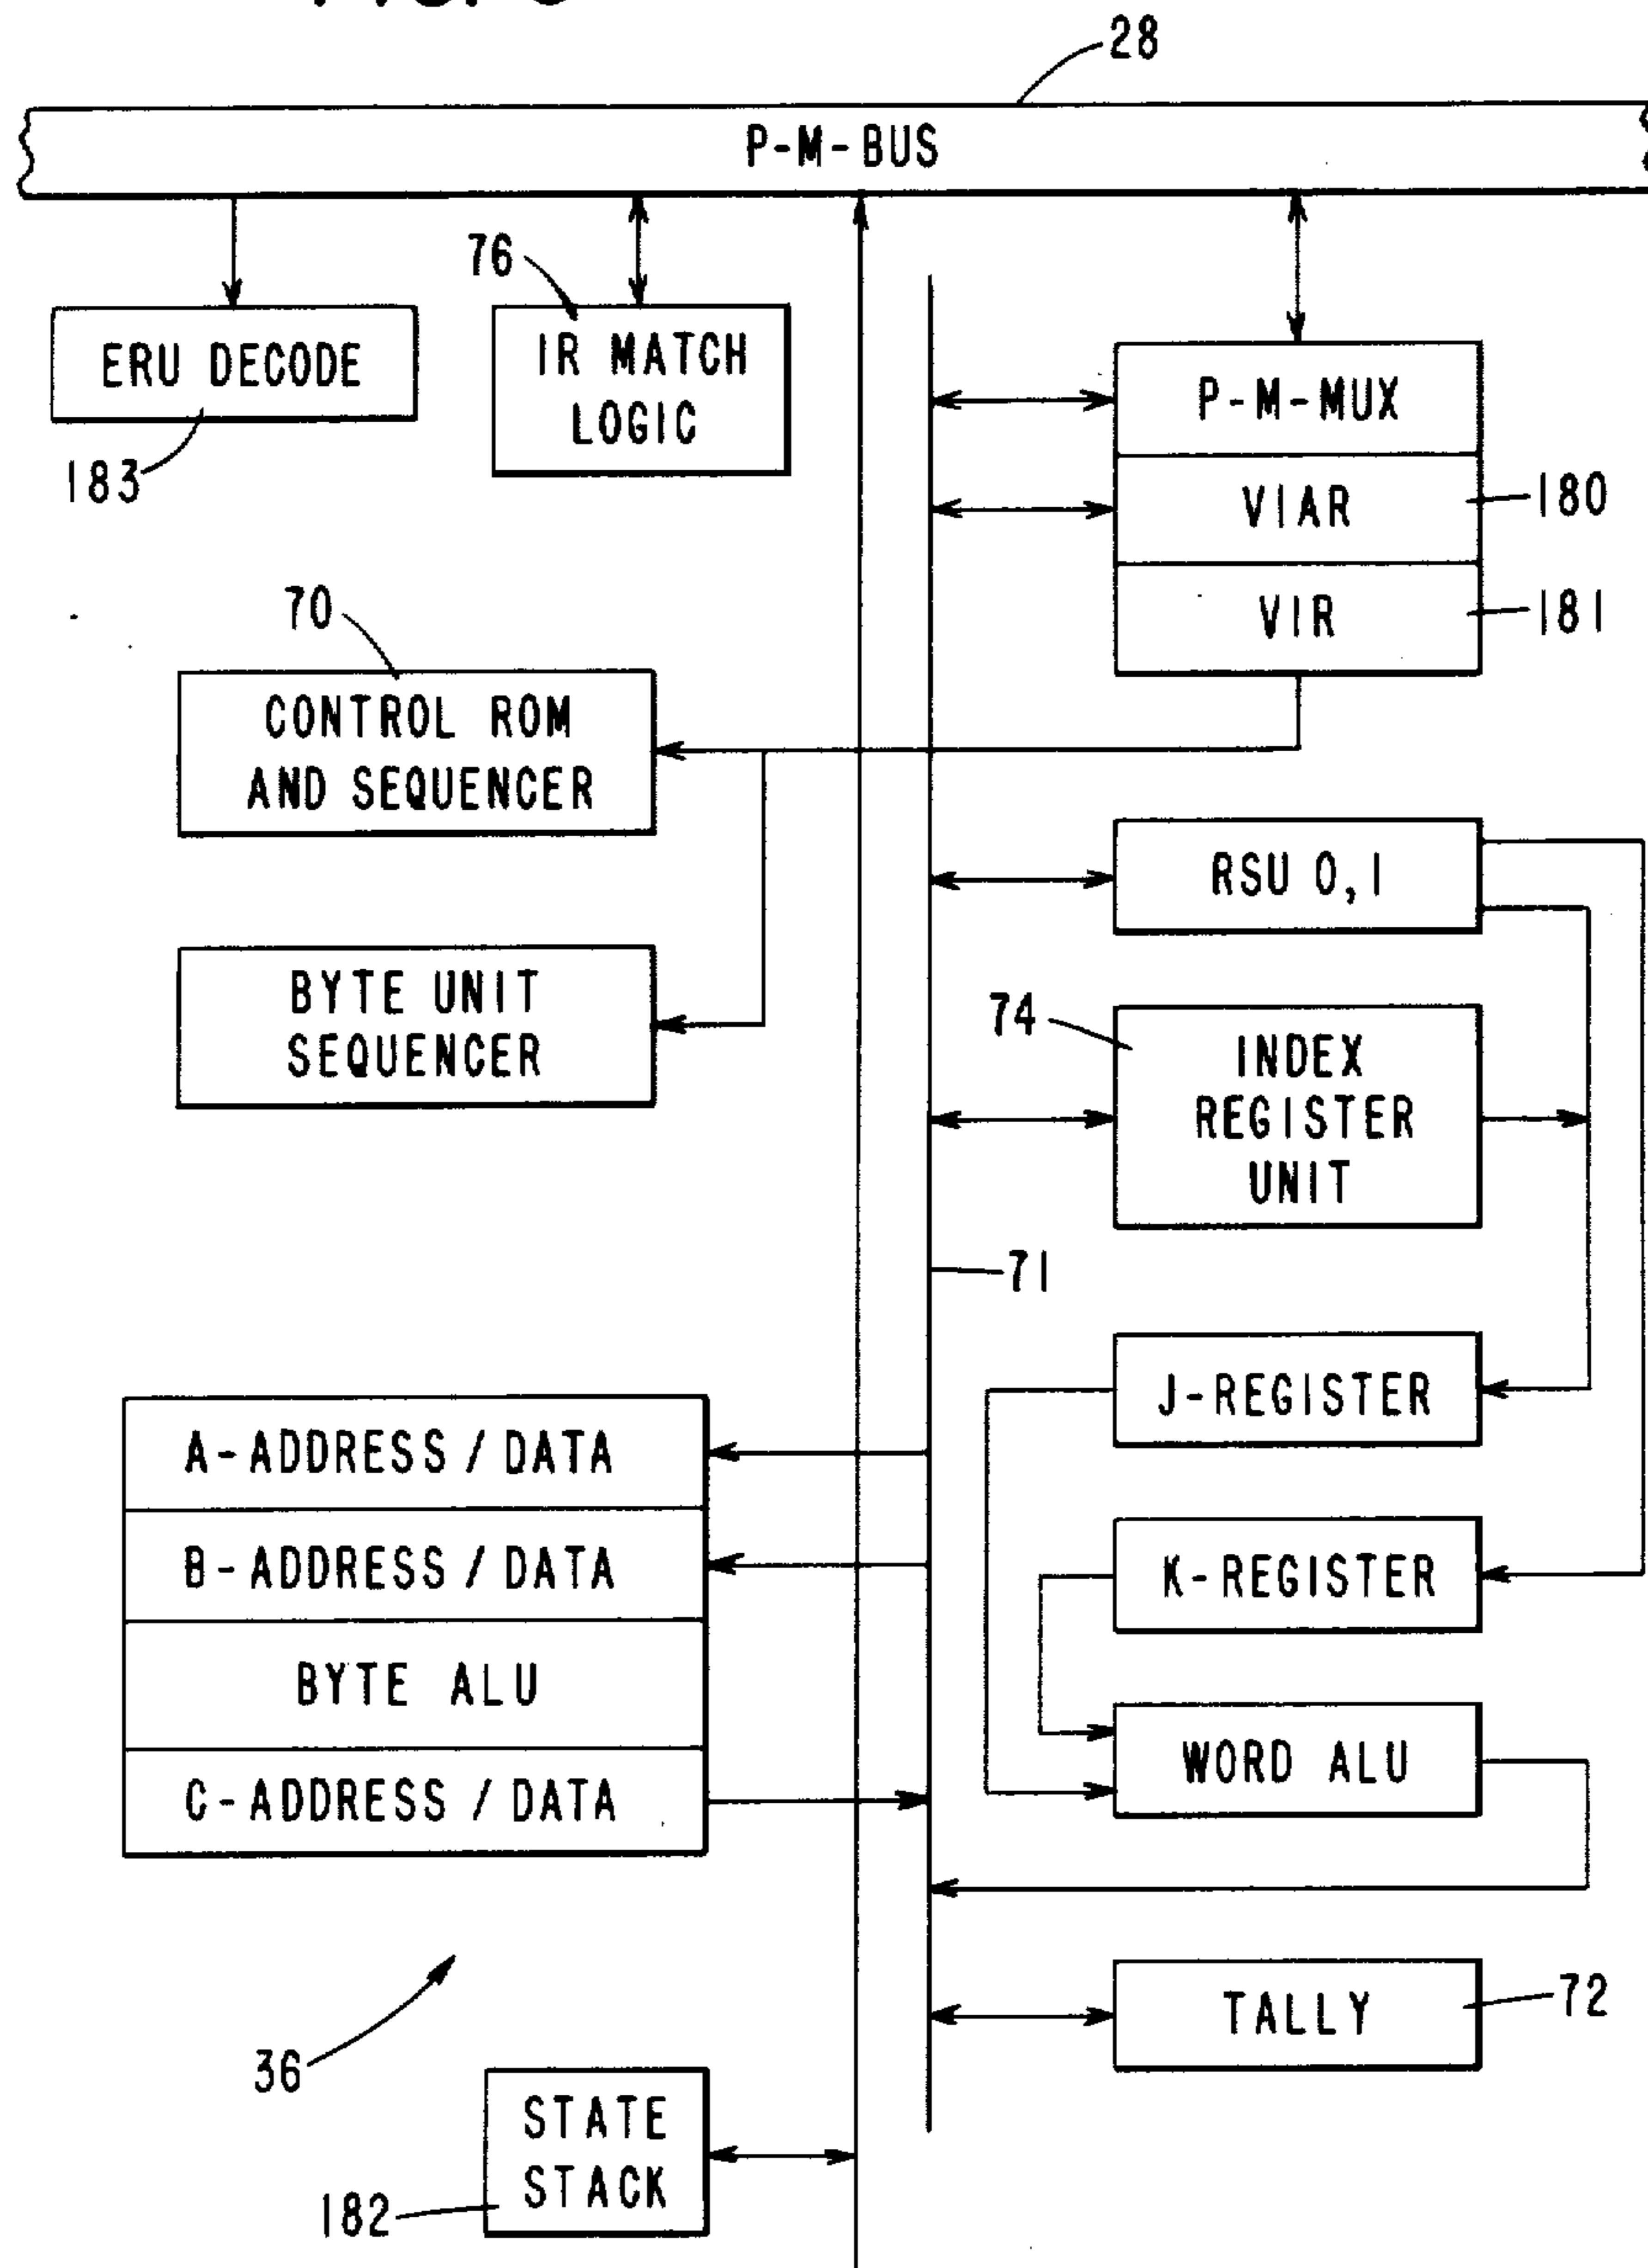 28
P-M-BUS
76
ERU DECODE
183
IR MATCH
LOGIC
P-M-MUX
VIAR
180
VIR
181
70
CONTROL ROM
AND SEQUENCER
RSU 0,1
BYTE UNIT
SEQUENCER
74
INDEX
REGISTER
UNIT
71
J-REGISTER
A-ADDRESS / DATA
B-ADDRESS / DATA
K-REGISTER
BYTE ALU
WORD ALU
C-ADDRESS / DATA
36
TALLY
72
STATE
STACK
182